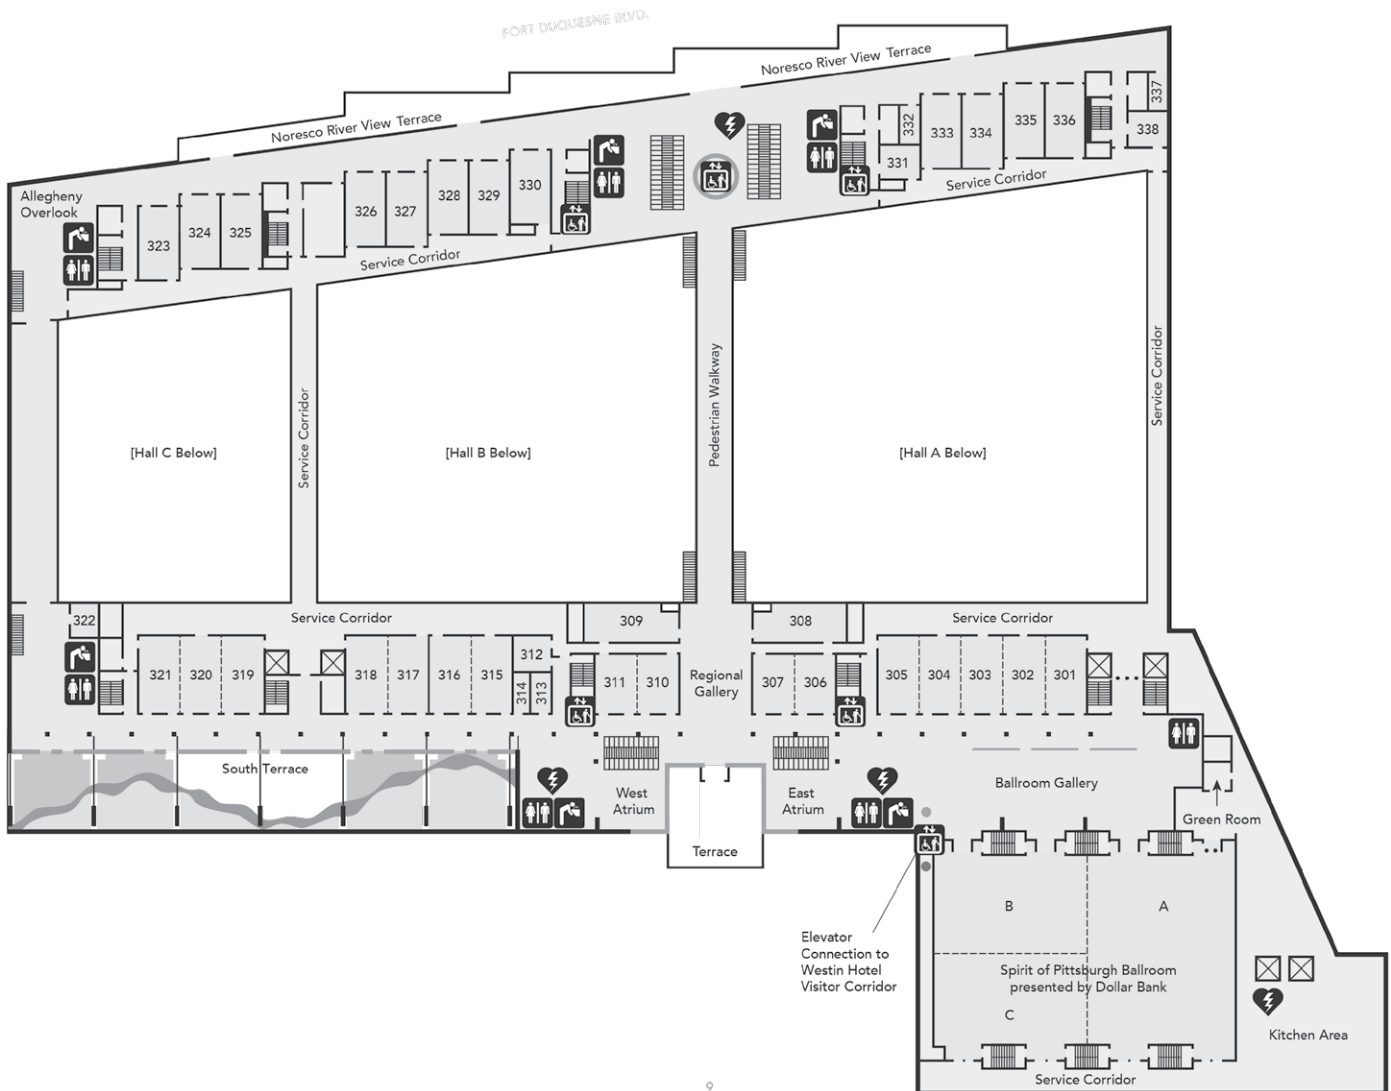 FORT DUQUESNE BLVD.
Noresco River View Terrace
Noresco River View Terrace
337
332
333
334
335
336
338
331
Service Corridor
Allegheny
Overlook
330
328
329
326
327
323
324
325
Service Corridor
Service Corridor
Pedestrian Walkway
Service Corridor
[Hall C Below]
[Hall B Below]
[Hall A Below]
322
Service Corridor
309
308
Service Corridor
321
320
319
318
317
316
315
312
314
313
311
310
Regional
Gallery
307
306
305
304
303
302
301
South Terrace
West
Atrium
East
Atrium
Ballroom Gallery
Green Room
Terrace
B
A
Elevator
Connection to
Westin Hotel
Visitor Corridor
Spirit of Pittsburgh Ballroom
presented by Dollar Bank
C
Kitchen Area
Service Corridor
9